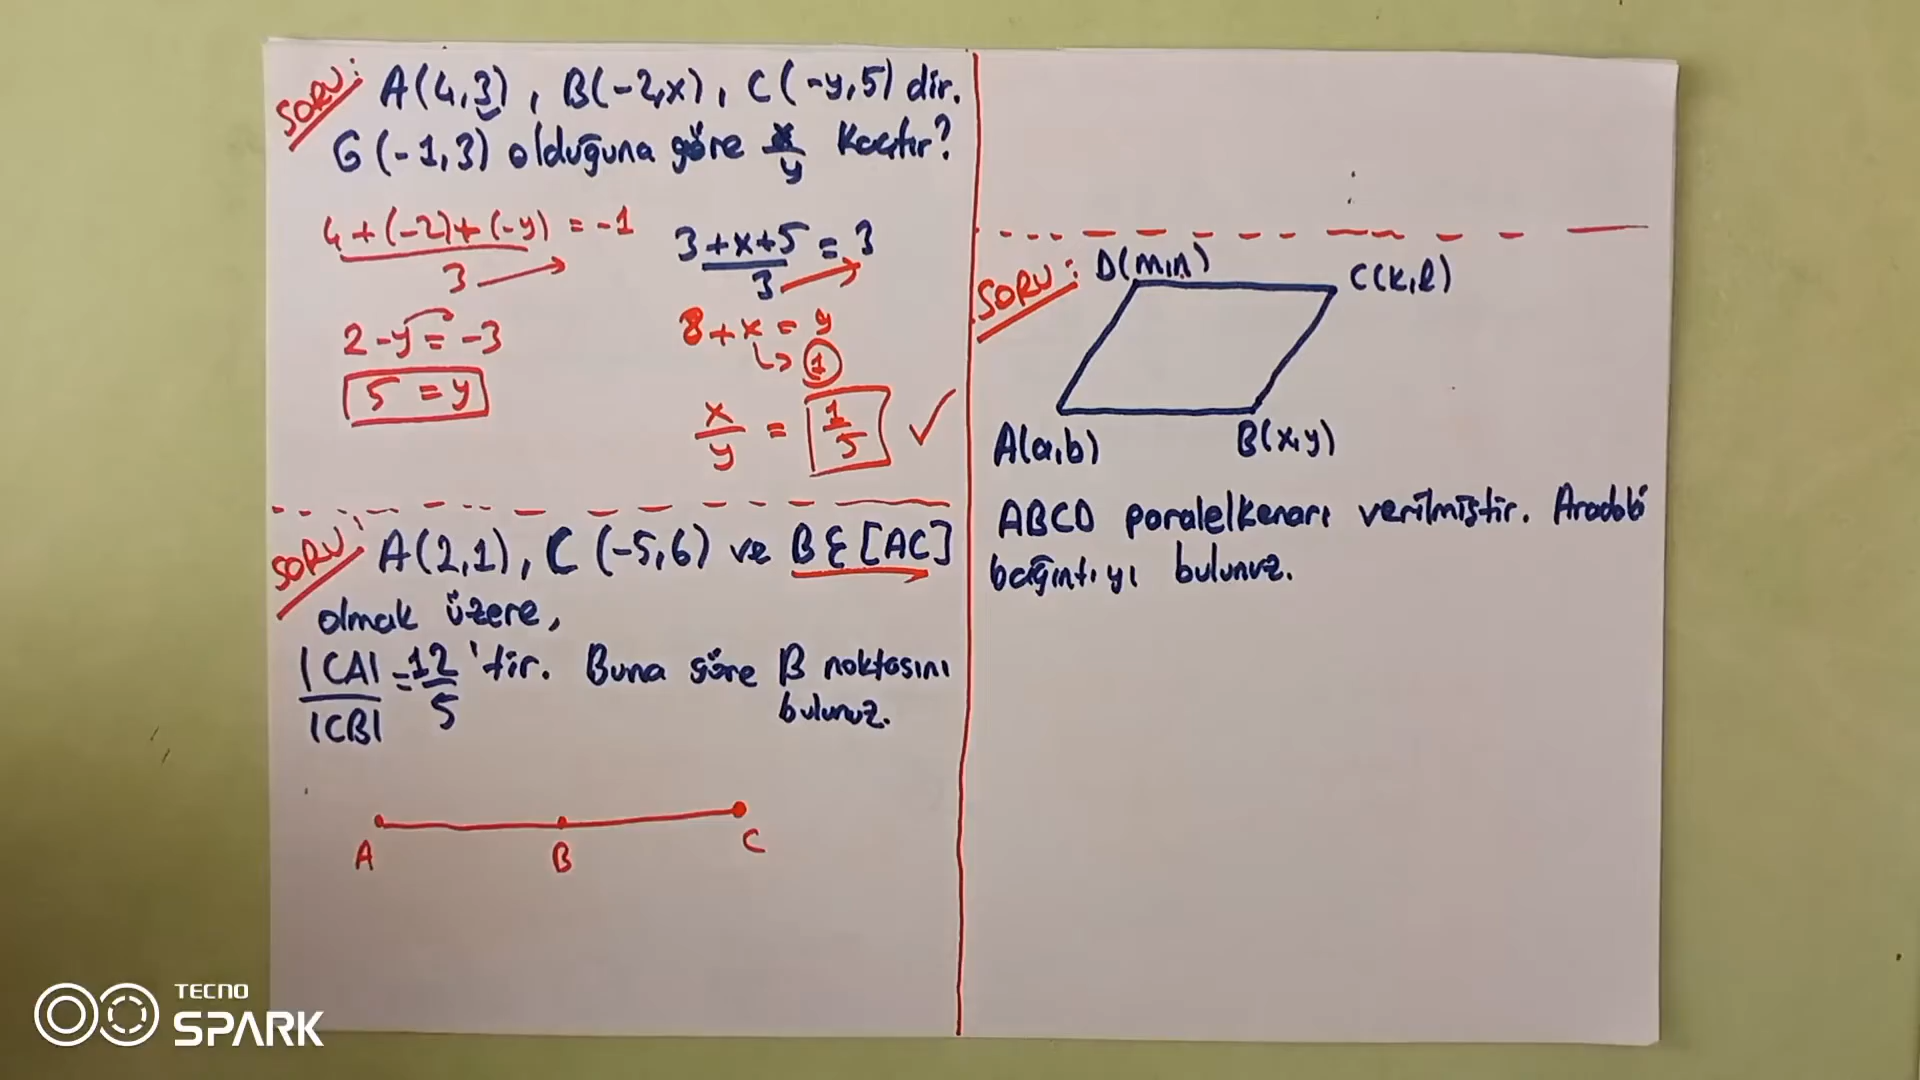 SORU: A(4,3), B(-2,x), C(-y,5) dir.
G(-1,3) olduğuna göre x/y kaçtır?
4+(-2)+(-y)/3 = -1
3+x+5/3 = 3
2-y = -3
5 = y
8+x = 9
↳ 1
x/y = 1/5 ✓
SORU: A(2,1), C(-5,6) ve B∈[AC]
olmak üzere,
|CA|/|CB| = 12/5 'tir. Buna göre B noktasını
bulunuz.
A B C
SORU: D(m,n) C(k,l)
A(a,b) B(x,y)
ABCD paralelkenarı verilmiştir. Aradaki
bağıntıyı bulunuz.
TECNO
SPARK